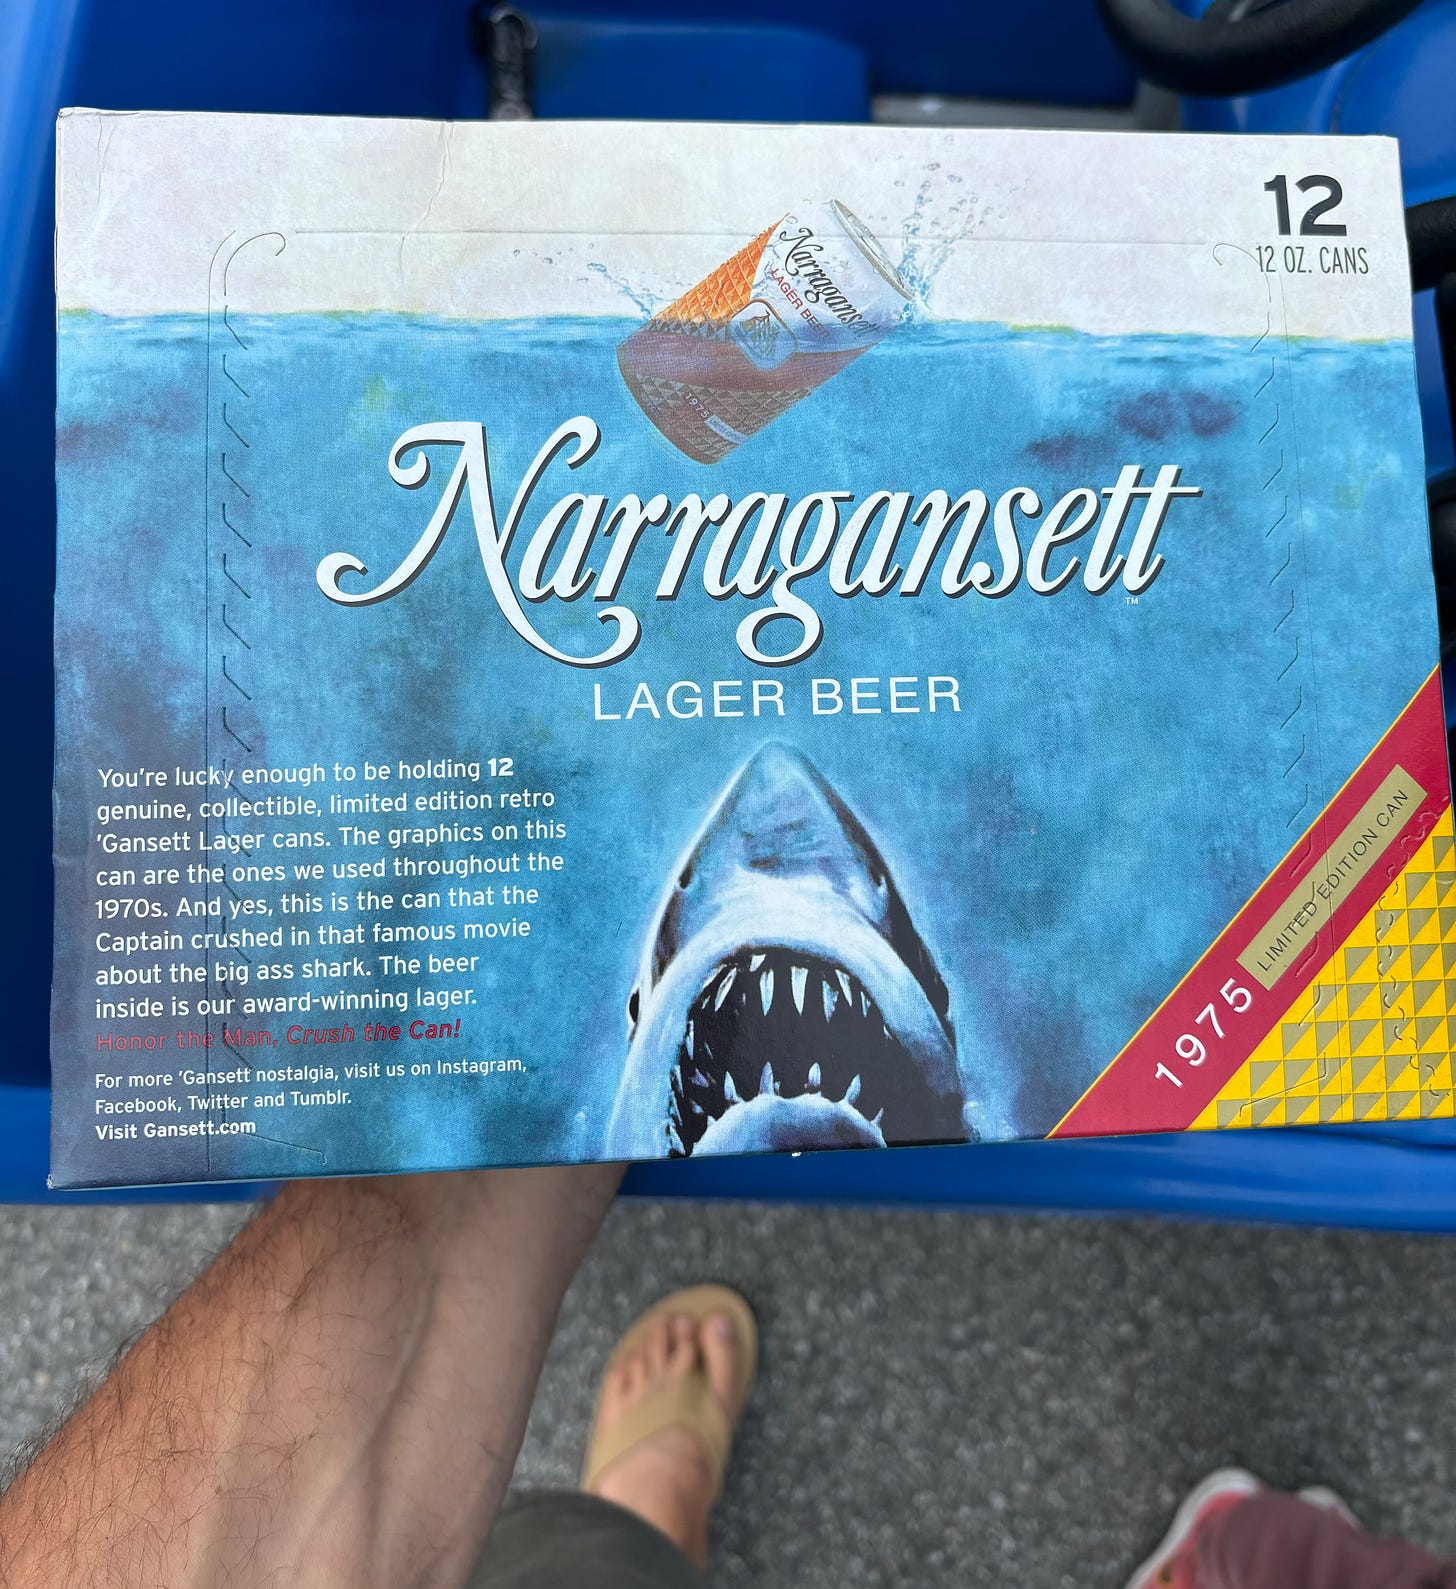 12
12 OZ. CANS
Narragansett
LAGER BEER
1975
Narragansett™
LAGER BEER
You're lucky enough to be holding 12
genuine, collectible, limited edition retro
'Gansett Lager cans. The graphics on this
can are the ones we used throughout the
1970s. And yes, this is the can that the
Captain crushed in that famous movie
about the big ass shark. The beer
inside is our award-winning lager.
Honor the Man, Crush the Can!
For more 'Gansett nostalgia, visit us on Instagram,
Facebook, Twitter and Tumblr.
Visit Gansett.com
1975 LIMITED EDITION CAN